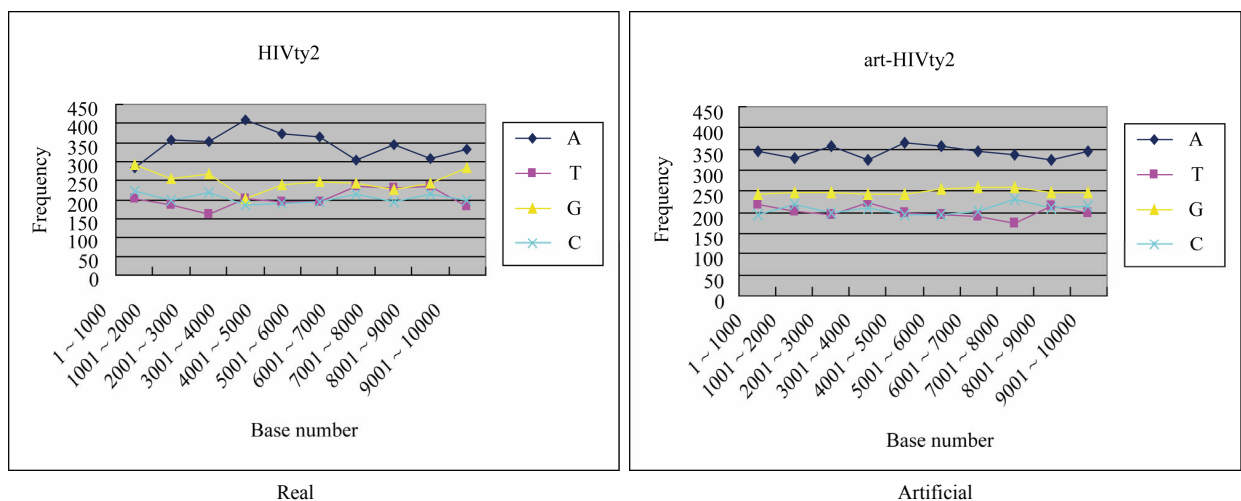 HIVty2
450
400
350
300
250
200
150
100
50
0
Frequency
1 ~ 1000
1001 ~ 2000
2001 ~ 3000
3001 ~ 4000
4001 ~ 5000
5001 ~ 6000
6001 ~ 7000
7001 ~ 8000
8001 ~ 9000
9001 ~ 10000
Base number
A
T
G
C
Real
art-HIVty2
450
400
350
300
250
200
150
100
50
0
Frequency
1 ~ 1000
1001 ~ 2000
2001 ~ 3000
3001 ~ 4000
4001 ~ 5000
5001 ~ 6000
6001 ~ 7000
7001 ~ 8000
8001 ~ 9000
9001 ~ 10000
Base number
A
T
G
C
Artificial